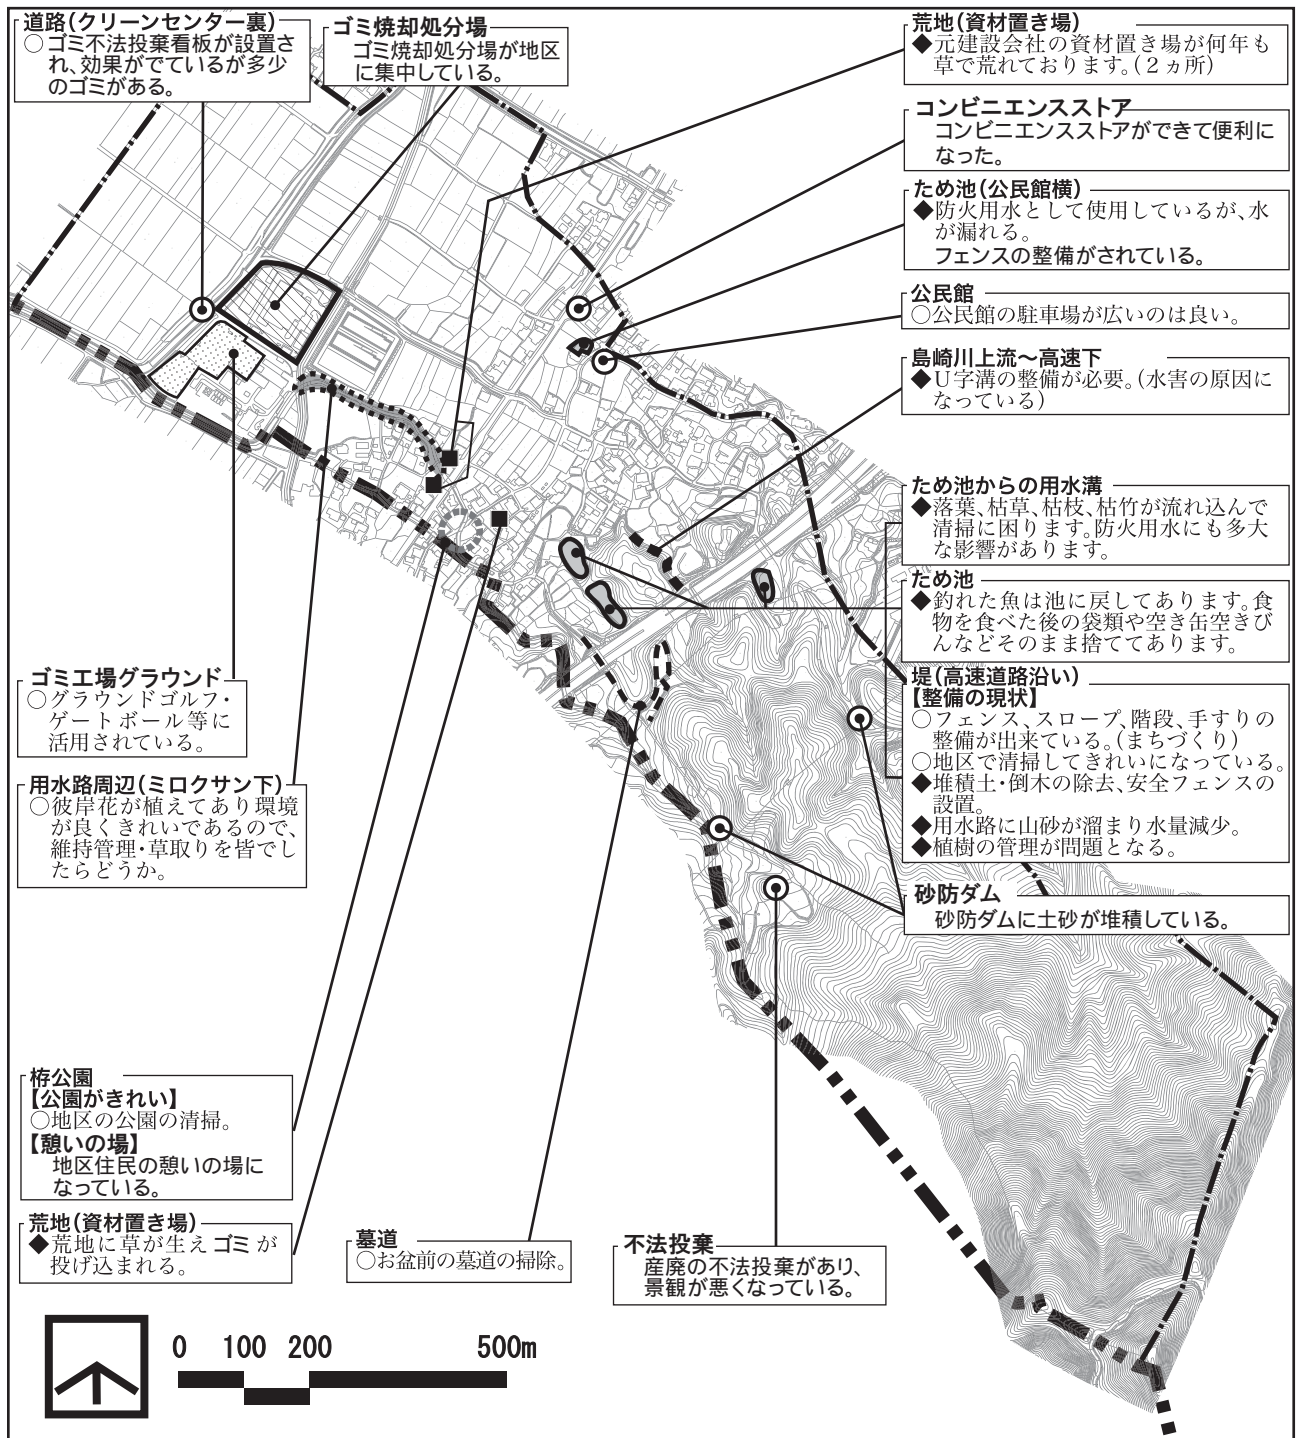 道路(クリーンセンター裏)
○ゴミ不法投棄看板が設置さ
れ、効果がでているが多少
のゴミがある。
ゴミ焼却処分場
ゴミ焼却処分場が地区
に集中している。
荒地(資材置き場)
◆元建設会社の資材置き場が何年も
草で荒れております。(2ヵ所)
コンビニエンスストア
コンビニエンスストアができて便利に
なった。
ため池(公民館横)
◆防火用水として使用しているが、水
が漏れる。
フェンスの整備がされている。
公民館
○公民館の駐車場が広いのは良い。
島崎川上流~高速下
◆U字溝の整備が必要。(水害の原因に
なっている)
ため池からの用水溝
◆落葉、枯草、枯枝、枯竹が流れ込んで
清掃に困ります。防火用水にも多大
な影響があります。
ため池
◆釣れた魚は池に戻してあります。食
物を食べた後の袋類や空き缶空きび
んなどそのまま捨ててあります。
堤(高速道路沿い)
【整備の現状】
○フェンス、スロープ、階段、手すりの
整備が出来ている。(まちづくり)
○地区で清掃してきれいになっている。
◆堆積土・倒木の除去、安全フェンスの
設置。
◆用水路に山砂が溜まり水量減少。
◆植樹の管理が問題となる。
砂防ダム
砂防ダムに土砂が堆積している。
ゴミ工場グラウンド
○グラウンドゴルフ・
ゲートボール等に
活用されている。
用水路周辺(ミロクサン下)
○彼岸花が植えてあり環境
が良くきれいであるので、
維持管理・草取りを皆でし
たらどうか。
栫公園
【公園がきれい】
○地区の公園の清掃。
【憩いの場】
地区住民の憩いの場に
なっている。
荒地(資材置き場)
◆荒地に草が生えゴミが
投げ込まれる。
墓道
○お盆前の墓道の掃除。
不法投棄
産廃の不法投棄があり、
景観が悪くなっている。
0 100 200 500m